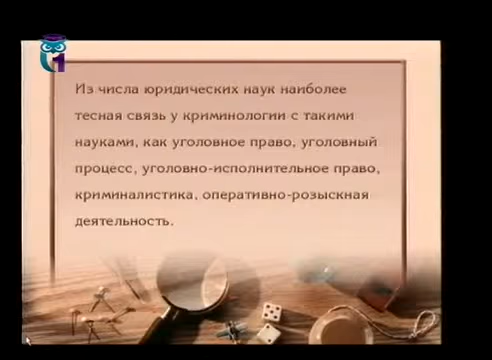 1
Из числа юридических наук наиболее
тесная связь у криминологии с такими
науками, как уголовное право, уголовный
процесс, уголовно-исполнительное право,
криминалистика, оперативно-розыскная
деятельность.